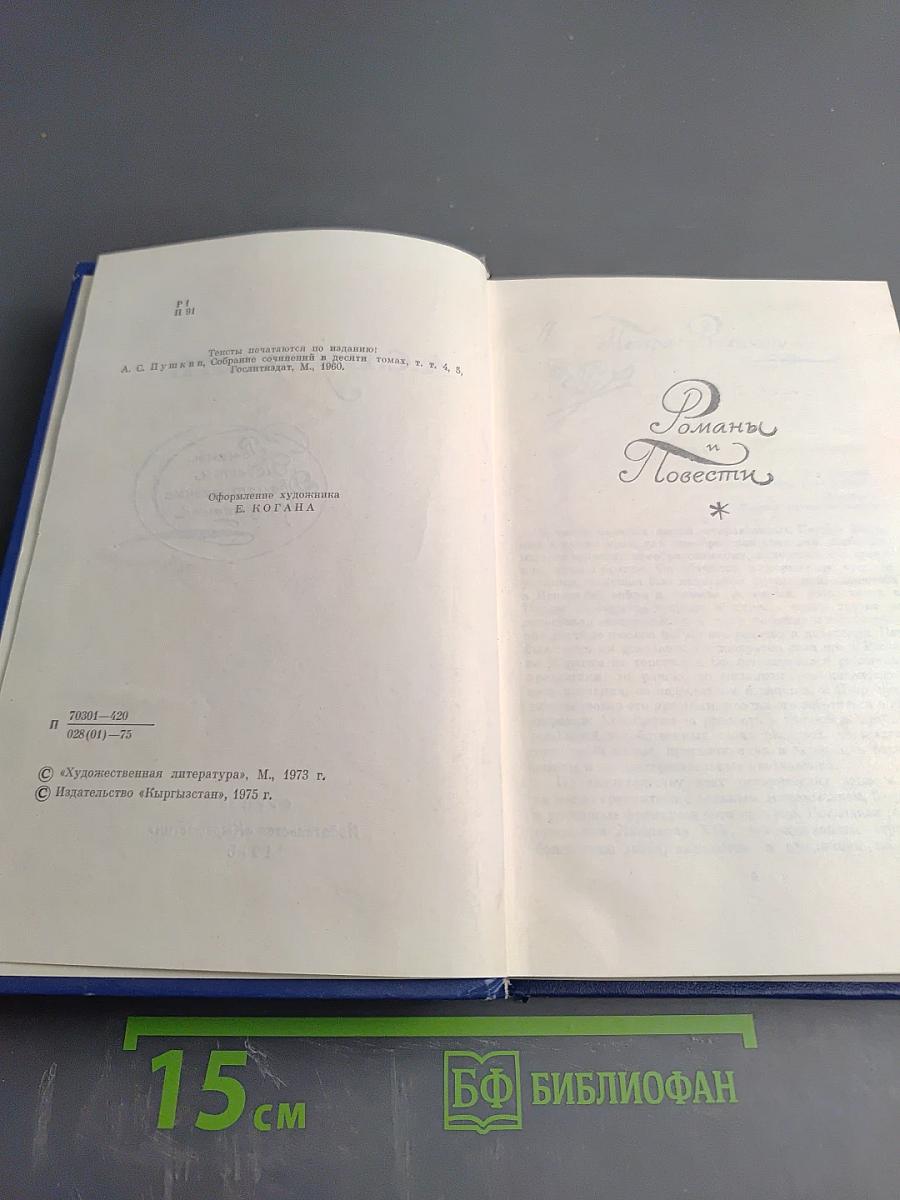 Р 1
П 91
Тексты печатаются по изданию:
А. С. Пушкин, Собрание сочинений в десяти томах, т. т. 4, 5,
Гослитиздат, М., 1960.
Оформление художника
Е. КОГАНА
П 70301—420
028(01)—75
© «Художественная литература», М., 1973 г.
© Издательство «Кыргызстан», 1975 г.
Романы
и
Повести
*
15 см
БФ БИБЛИОФАН